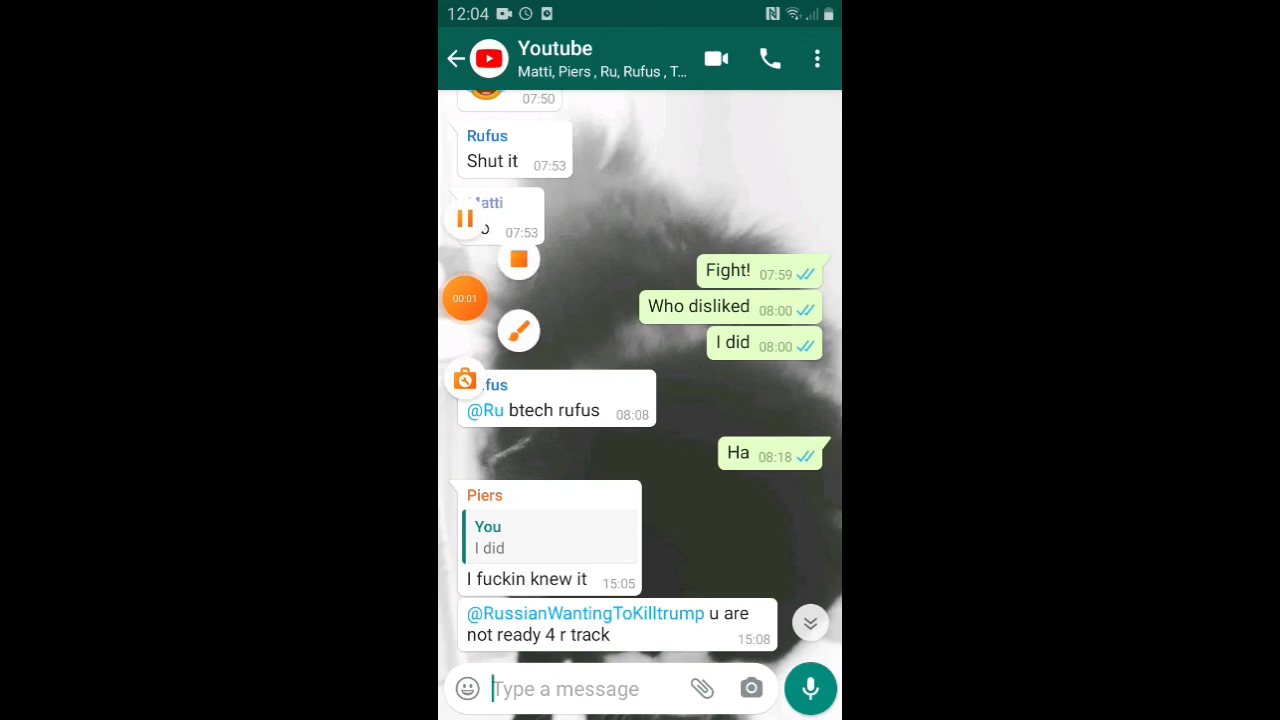 12:04
Youtube
Matti, Piers , Ru, Rufus , T...
07:50
Rufus
Shut it 07:53
07:53
Fight! 07:59
Who disliked 08:00
I did 08:00
@Ru btech rufus 08:08
Ha 08:18
Piers
You
I did
I fuckin knew it 15:05
@RussianWantingToKilltrump u are
not ready 4 r track 15:08
Type a message
00:01